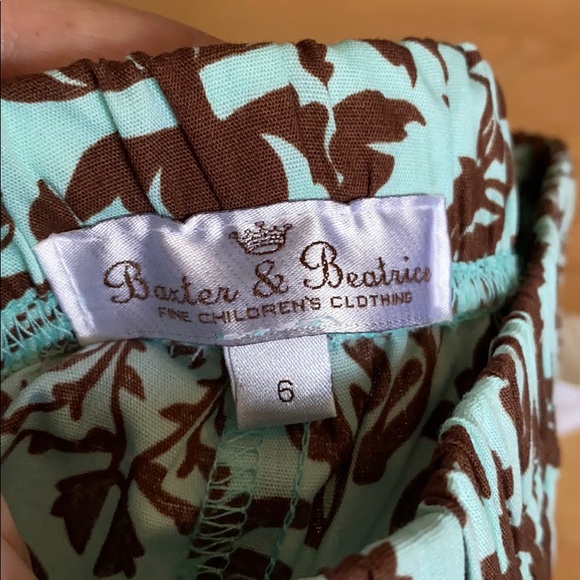 Baxter & Beatrice
FINE CHILDREN'S CLOTHING
6